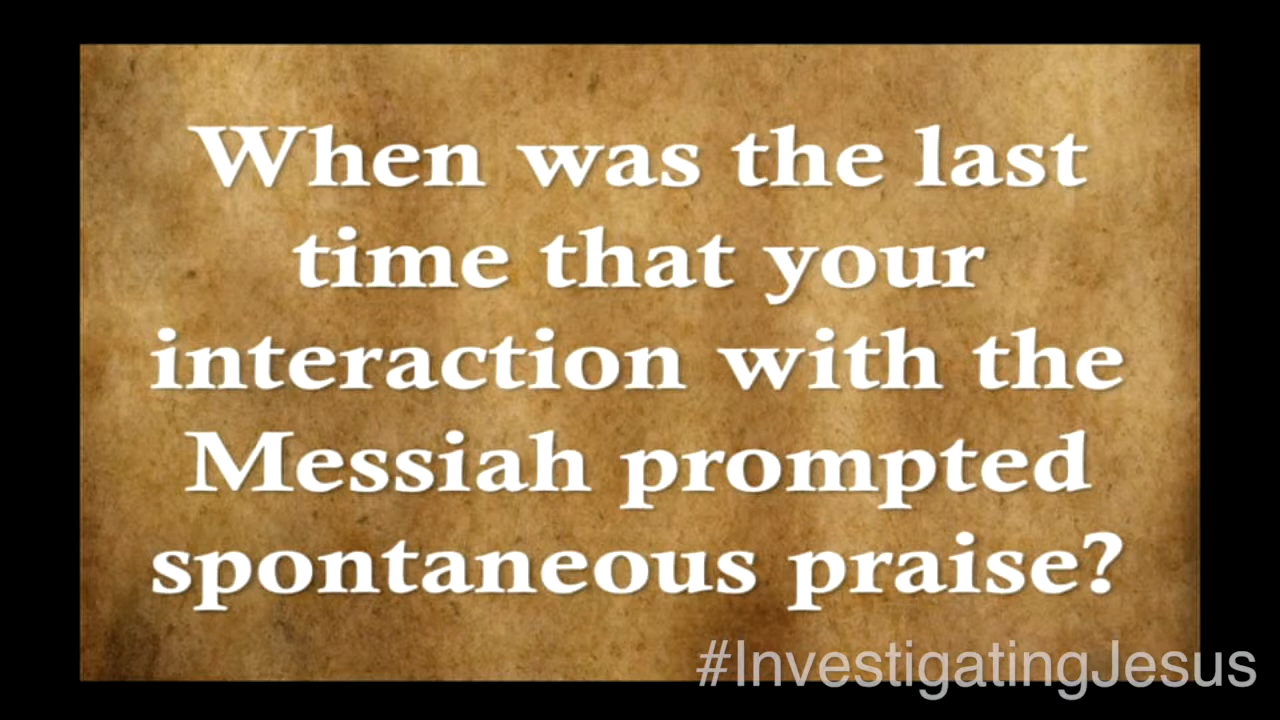 When was the last
time that your
interaction with the
Messiah prompted
spontaneous praise?
#InvestigatingJesus